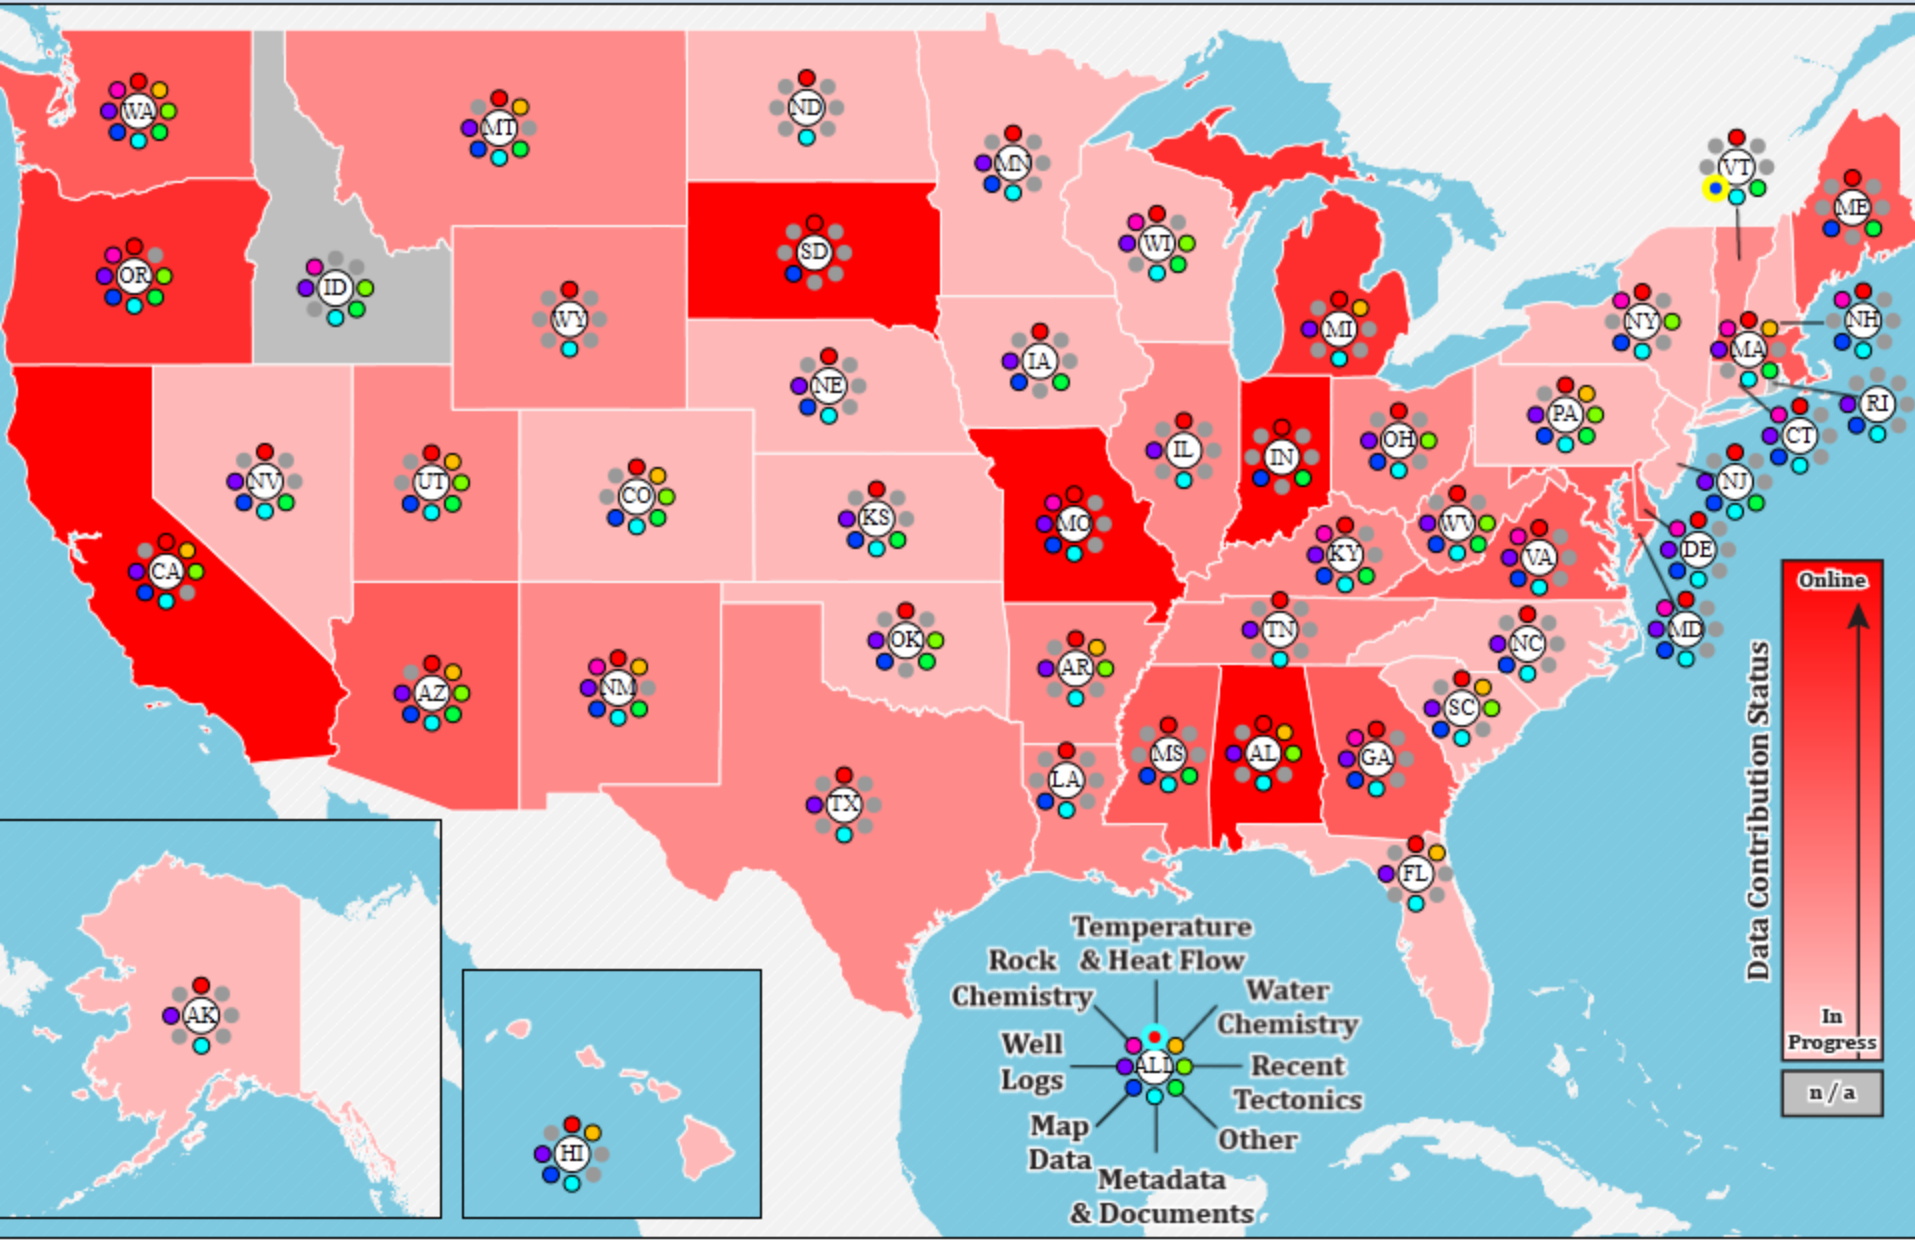 WA
MT
ND
MN
VT
ME
OR
ID
SD
WI
WY
MI
NY
NH
MA
NE
IA
RI
PA
CT
NV
UT
CO
KS
IL
IN
OH
NJ
MO
KY
WV
VA
DE
CA
OK
AR
TN
NC
MD
AZ
NM
SC
MS
AL
GA
TX
LA
FL
AK
HI
Temperature
& Heat Flow
Rock
Chemistry
Water
Chemistry
Well
Logs
ALL
Recent
Tectonics
Map
Data
Other
Metadata
& Documents
Data Contribution Status
Online
In
Progress
n/a